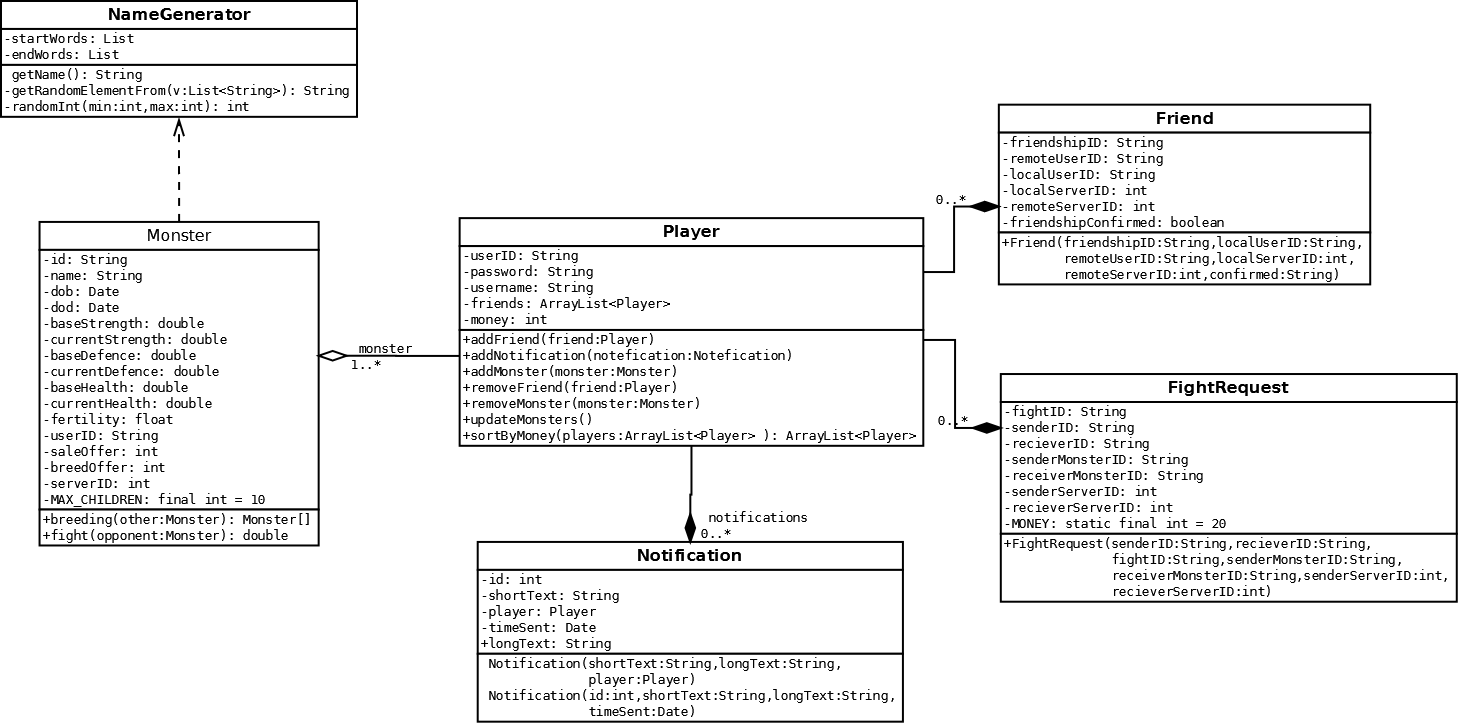 NameGenerator
-startWords: List
-endWords: List
getName(): String
-getRandomElementFrom(v:List<String>): String
-randomInt(min:int,max:int): int
Monster
-id: String
-name: String
-dob: Date
-dod: Date
-baseStrength: double
-currentStrength: double
-baseDefence: double
-currentDefence: double
-baseHealth: double
-currentHealth: double
-fertility: float
-userID: String
-saleOffer: int
-breedOffer: int
-serverID: int
-MAX_CHILDREN: final int = 10
+breeding(other:Monster): Monster[]
+fight(opponent:Monster): double
monster
1..*
Player
-userID: String
-password: String
-username: String
-friends: ArrayList<Player>
-money: int
+addFriend(friend:Player)
+addNotification(notefication:Notefication)
+addMonster(monster:Monster)
+removeFriend(friend:Player)
+removeMonster(monster:Monster)
+updateMonsters()
+sortByMoney(players:ArrayList<Player> ): ArrayList<Player>
notifications
0..*
Notification
-id: int
-shortText: String
-player: Player
-timeSent: Date
+longText: String
Notification(shortText:String,longText:String,
player:Player)
Notification(id:int,shortText:String,longText:String,
timeSent:Date)
0..*
Friend
-friendshipID: String
-remoteUserID: String
-localUserID: String
-localServerID: int
-remoteServerID: int
-friendshipConfirmed: boolean
+Friend(friendshipID:String,localUserID:String,
remoteUserID:String,localServerID:int,
remoteServerID:int,confirmed:String)
0..*
FightRequest
-fightID: String
-senderID: String
-recieverID: String
-senderMonsterID: String
-receiverMonsterID: String
-senderServerID: int
-recieverServerID: int
-MONEY: static final int = 20
+FightRequest(senderID:String,recieverID:String,
fightID:String,senderMonsterID:String,
receiverMonsterID:String,senderServerID:int,
recieverServerID:int)